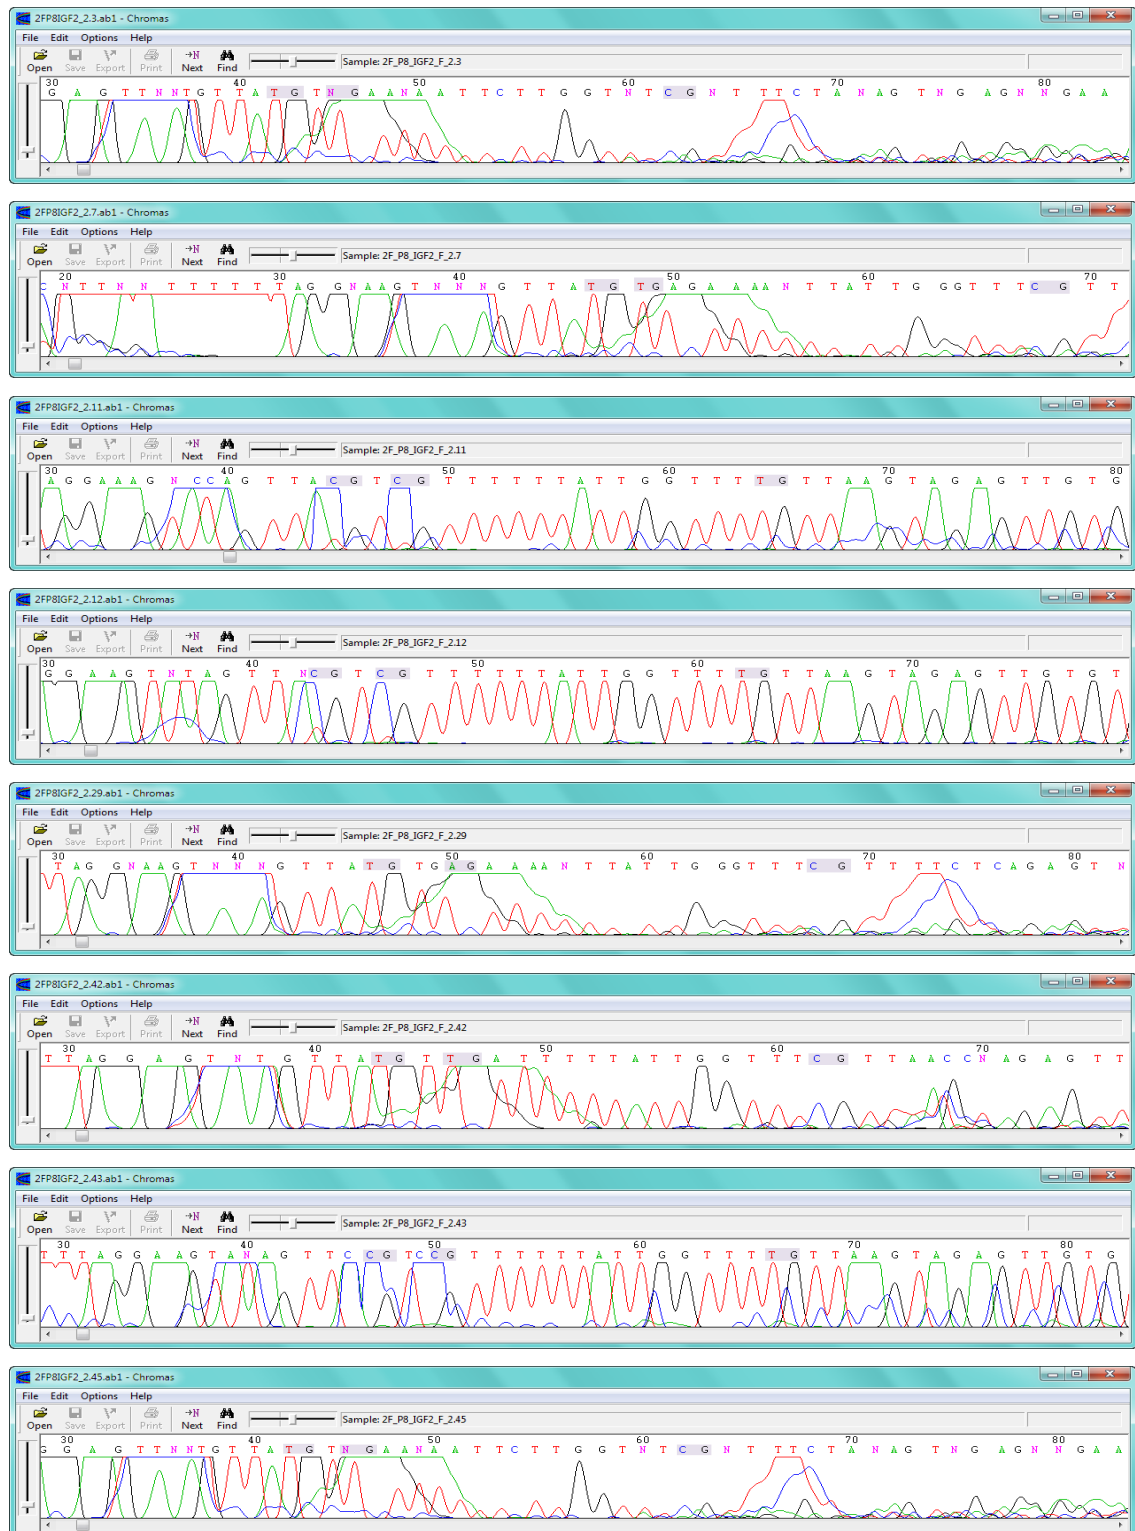 2FP8IGF2_2.3.ab1 - Chromas
File Edit Options Help
Open Save Export Print Next Find Sample: 2F_P8_IGF2_F_2.3
30 40 50 60 70 80
G A G T T N N T G T T A T G T N G A A N A A T T C T T G G T N T C G N T T T C T A N A G T N G A G N N G A A
2FP8IGF2_2.7.ab1 - Chromas
File Edit Options Help
Open Save Export Print Next Find Sample: 2F_P8_IGF2_F_2.7
20 30 40 50 60 70
C N T T N N T T T T T T A G G N A A G T N N N G T T A T G T G A G A A A A N T T A T T G G G T T T C G T T
2FP8IGF2_2.11.ab1 - Chromas
File Edit Options Help
Open Save Export Print Next Find Sample: 2F_P8_IGF2_F_2.11
30 40 50 60 70 80
A G G A A A G N C C A G T T A C G T C G T T T T T T A T T G G T T T T G T T A A G T A G A G T T G T G
2FP8IGF2_2.12.ab1 - Chromas
File Edit Options Help
Open Save Export Print Next Find Sample: 2F_P8_IGF2_F_2.12
30 40 50 60 70
G G A A G T N T A G T T N C G T C G T T T T T T A T T G G T T T T G T T A A G T A G A G T T G T G T
2FP8IGF2_2.29.ab1 - Chromas
File Edit Options Help
Open Save Export Print Next Find Sample: 2F_P8_IGF2_F_2.29
30 40 50 60 70 80
T A G G N A A G T N N N G T T A T G T G A G A A A A N T T A T T G G G T T T C G T T T C T C A G A G T N
2FP8IGF2_2.42.ab1 - Chromas
File Edit Options Help
Open Save Export Print Next Find Sample: 2F_P8_IGF2_F_2.42
30 40 50 60 70
T T A G G A G T N T G T T A T G T T G A T T T T A T T G G T T T C G T T A A C C N A G A G T T
2FP8IGF2_2.43.ab1 - Chromas
File Edit Options Help
Open Save Export Print Next Find Sample: 2F_P8_IGF2_F_2.43
30 40 50 60 70 80
T T T A G G A A G T A N A G T T C C G T C C G T T T T T T A T T G G T T T T G T T A A G T A G A G T T G T G
2FP8IGF2_2.45.ab1 - Chromas
File Edit Options Help
Open Save Export Print Next Find Sample: 2F_P8_IGF2_F_2.45
30 40 50 60 70 80
G G A G T T N N T G T T A T G T N G A A N A A T T C T T G G T N T C G N T T T C T A N A G T N G A G N N G A A